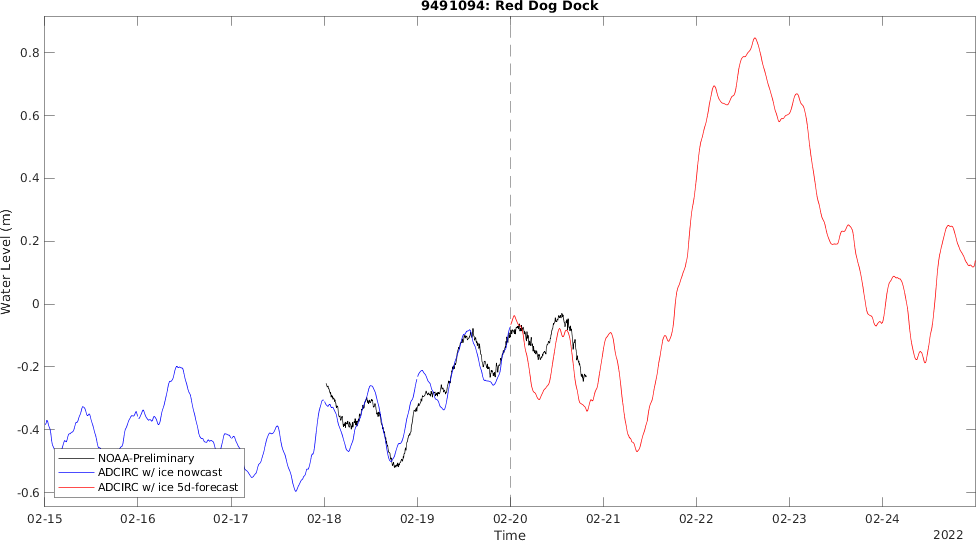 9491094: Red Dog Dock
Water Level (m)
0.8
0.6
0.4
0.2
0
-0.2
-0.4
-0.6
NOAA-Preliminary
ADCIRC w/ ice nowcast
ADCIRC w/ ice 5d-forecast
02-15 02-16 02-17 02-18 02-19 02-20 02-21 02-22 02-23 02-24
Time
2022